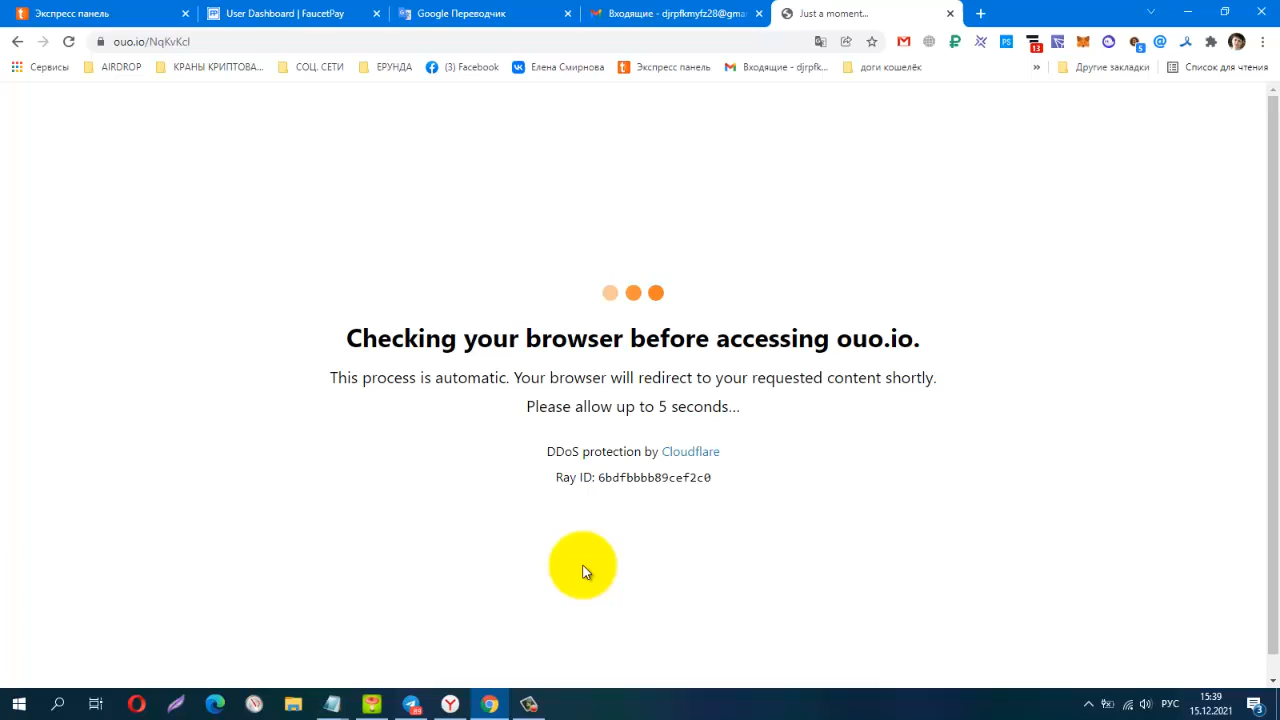 Экспресс панель
User Dashboard | FaucetPay
Google Переводчик
Входящие - djrpfkmyfz28@gmai
Just a moment...
ouo.io/NqKvKcI
Сервисы
AIRDROP
КРАНЫ КРИПТОВА...
СОЦ. СЕТИ
ЕРУНДА
(3) Facebook
Елена Смирнова
Экспресс панель
Входящие - djrpfk...
доги кошелёк
»
Другие закладки
Список для чтения
Checking your browser before accessing ouo.io.
This process is automatic. Your browser will redirect to your requested content shortly.
Please allow up to 5 seconds...
DDoS protection by Cloudflare
Ray ID: 6bdfbbbb89cef2c0
РУС
15:39
15.12.2021